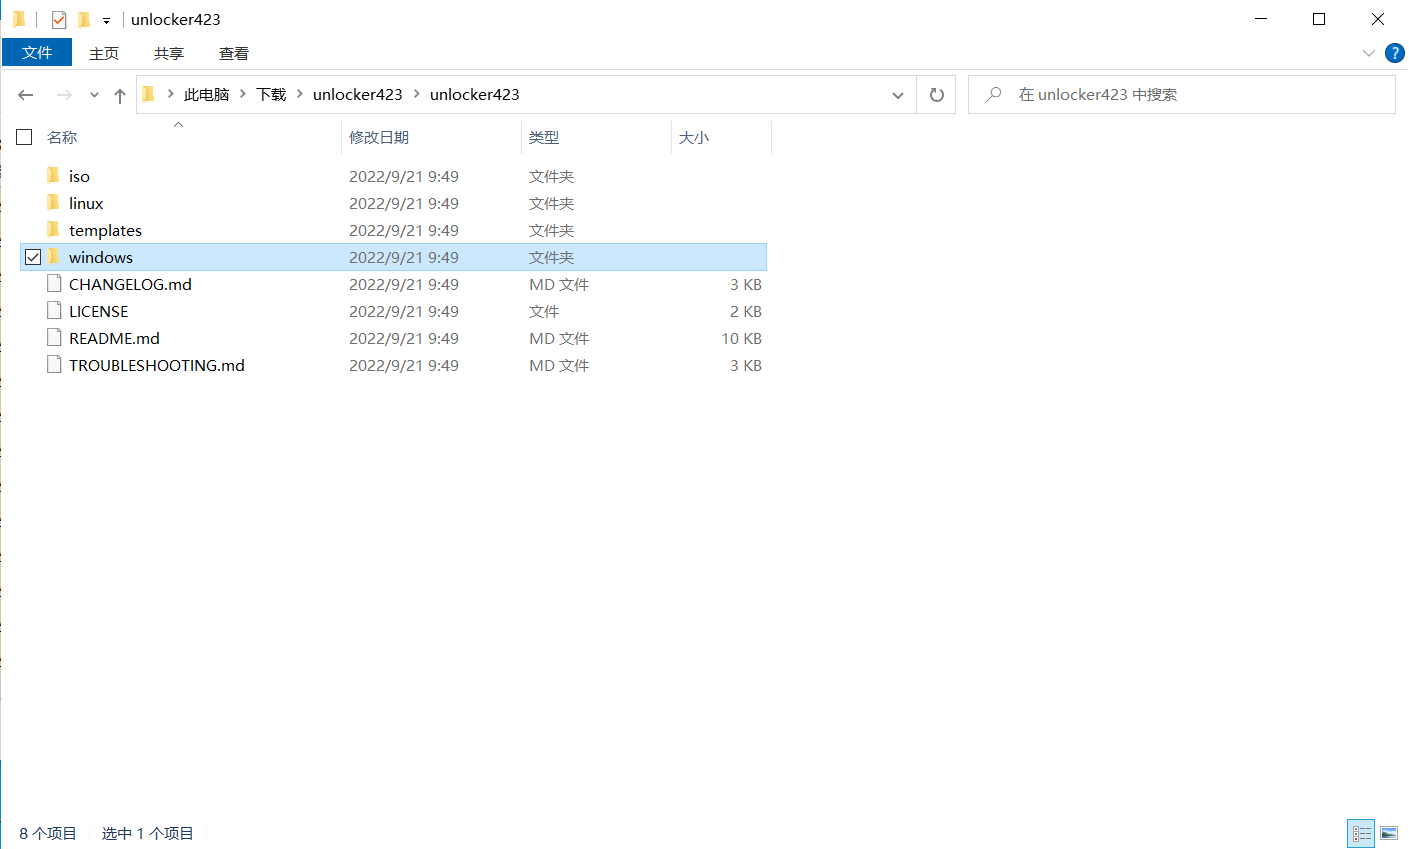 unlocker423
文件 主页 共享 查看
此电脑 下载 unlocker423 unlocker423 在 unlocker423 中搜索
名称 修改日期 类型 大小
iso 2022/9/21 9:49 文件夹
linux 2022/9/21 9:49 文件夹
templates 2022/9/21 9:49 文件夹
windows 2022/9/21 9:49 文件夹
CHANGELOG.md 2022/9/21 9:49 MD 文件 3 KB
LICENSE 2022/9/21 9:49 文件 2 KB
README.md 2022/9/21 9:49 MD 文件 10 KB
TROUBLESHOOTING.md 2022/9/21 9:49 MD 文件 3 KB
8 个项目 选中 1 个项目